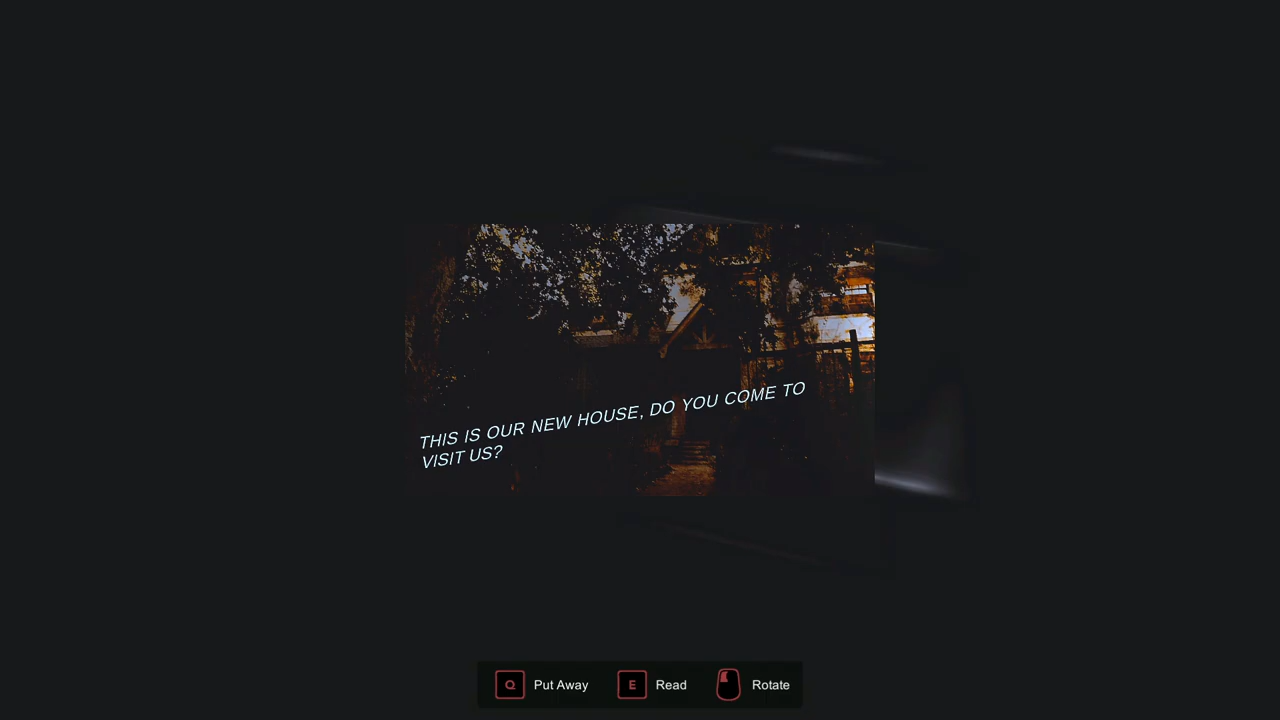 THIS IS OUR NEW HOUSE, DO YOU COME TO
VISIT US?
Q Put Away E Read Rotate